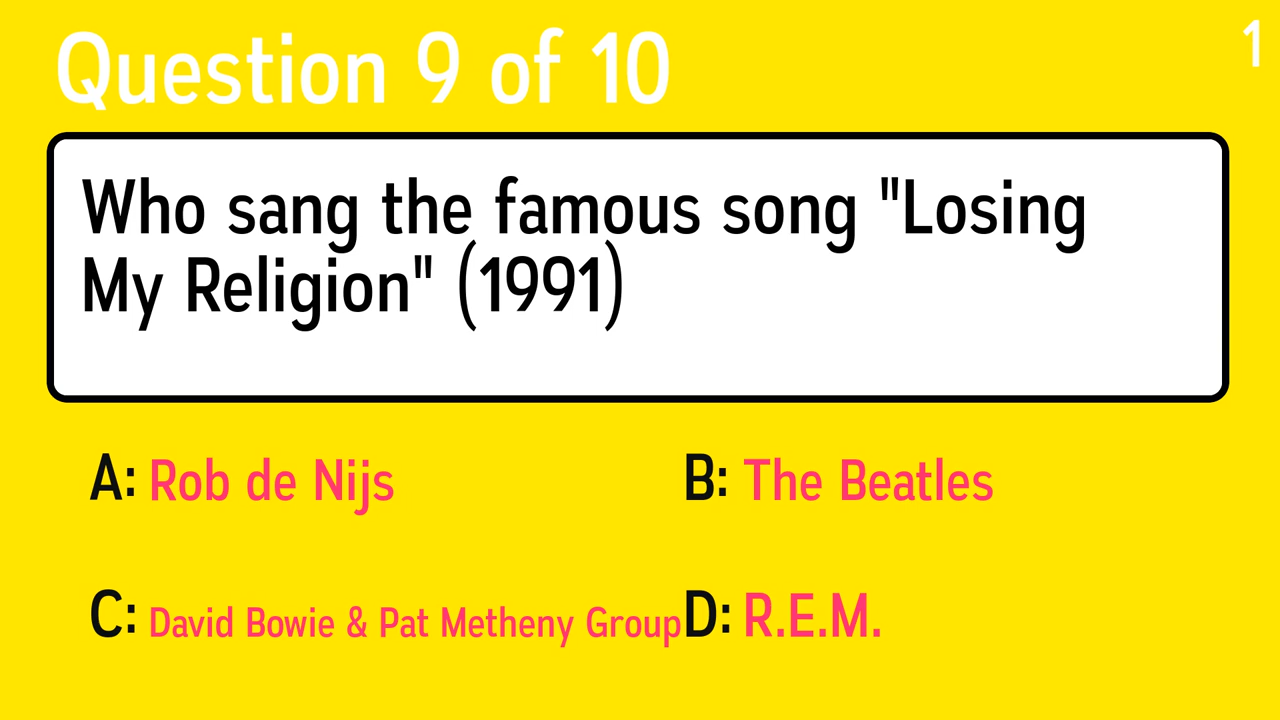 Question 9 of 10
1
Who sang the famous song "Losing
My Religion" (1991)
A: Rob de Nijs
B: The Beatles
C: David Bowie & Pat Metheny Group
D: R.E.M.